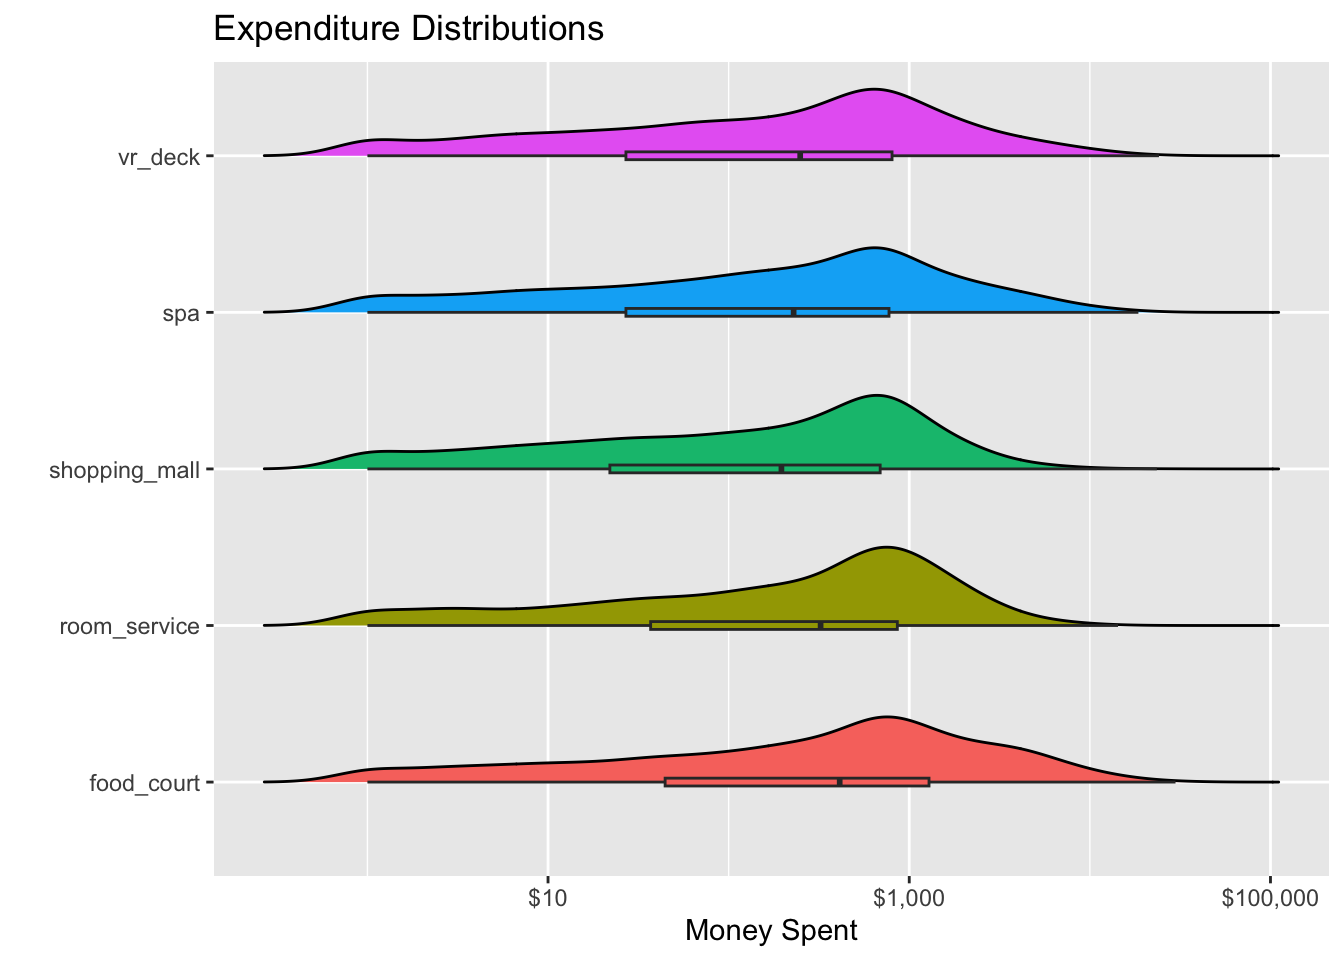 Expenditure Distributions
vr_deck
spa
shopping_mall
room_service
food_court
$10 $1,000 $100,000
Money Spent